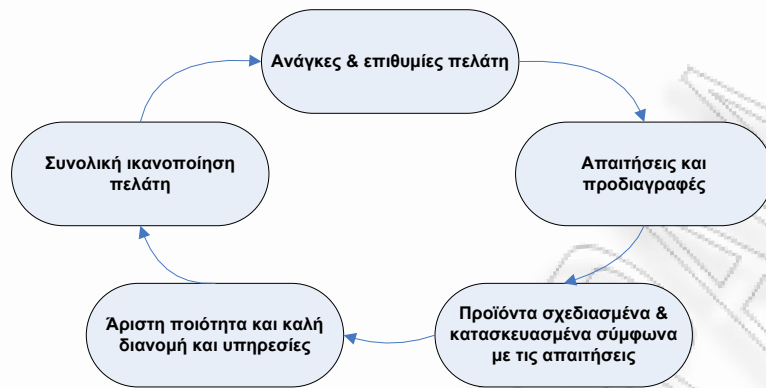 Ανάγκες & επιθυμίες πελάτη
Απαιτήσεις και
προδιαγραφές
Προϊόντα σχεδιασμένα &
κατασκευασμένα σύμφωνα
με τις απαιτήσεις
Άριστη ποιότητα και καλή
διανομή και υπηρεσίες
Συνολική ικανοποίηση
πελάτη